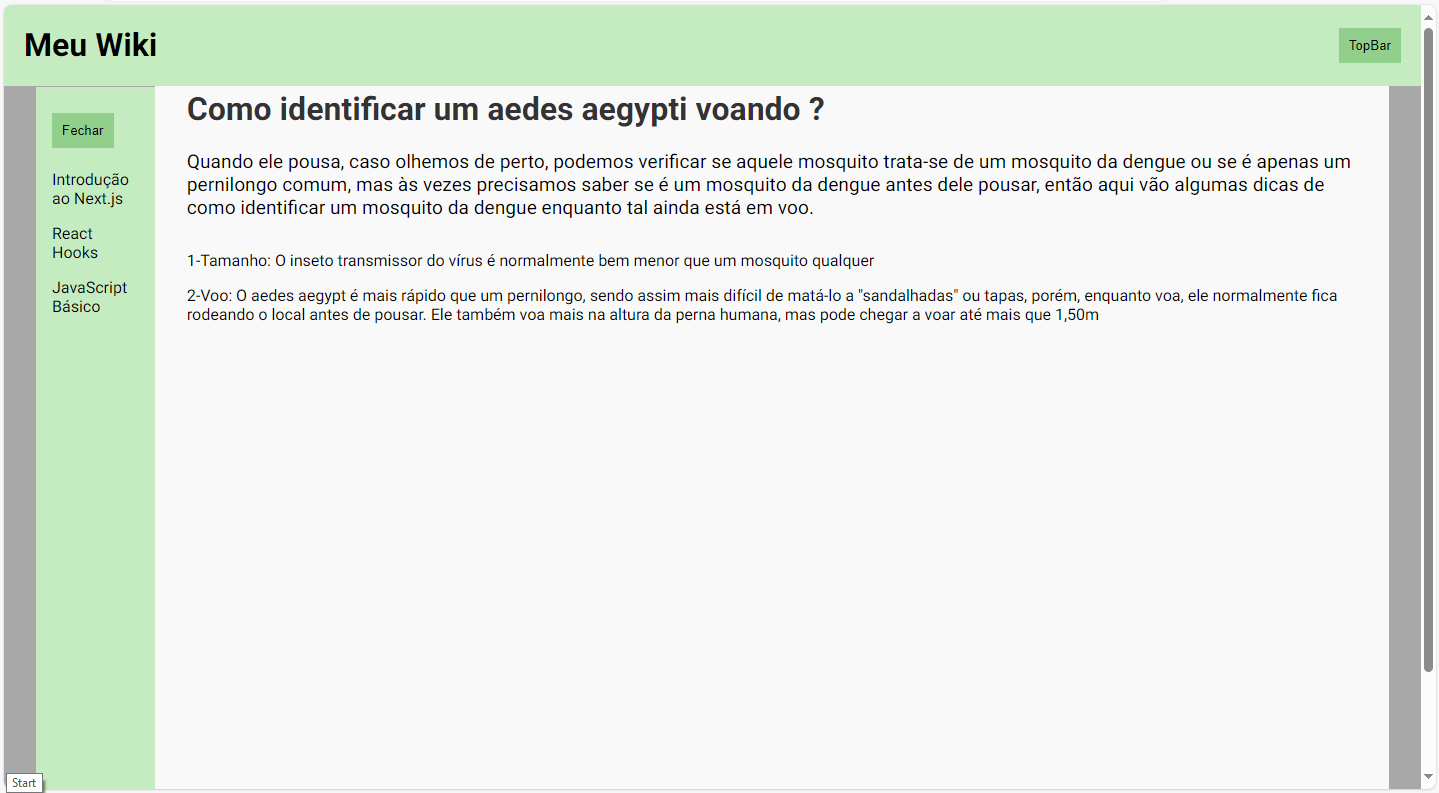 Meu Wiki
TopBar
Fechar
Introdução
ao Next.js
React
Hooks
JavaScript
Básico
Como identificar um aedes aegypti voando ?
Quando ele pousa, caso olhemos de perto, podemos verificar se aquele mosquito trata-se de um mosquito da dengue ou se é apenas um
pernilongo comum, mas às vezes precisamos saber se é um mosquito da dengue antes dele pousar, então aqui vão algumas dicas de
como identificar um mosquito da dengue enquanto tal ainda está em voo.
1-Tamanho: O inseto transmissor do vírus é normalmente bem menor que um mosquito qualquer
2-Voo: O aedes aegypt é mais rápido que um pernilongo, sendo assim mais difícil de matá-lo a "sandalhadas" ou tapas, porém, enquanto voa, ele normalmente fica
rodeando o local antes de pousar. Ele também voa mais na altura da perna humana, mas pode chegar a voar até mais que 1,50m
Start